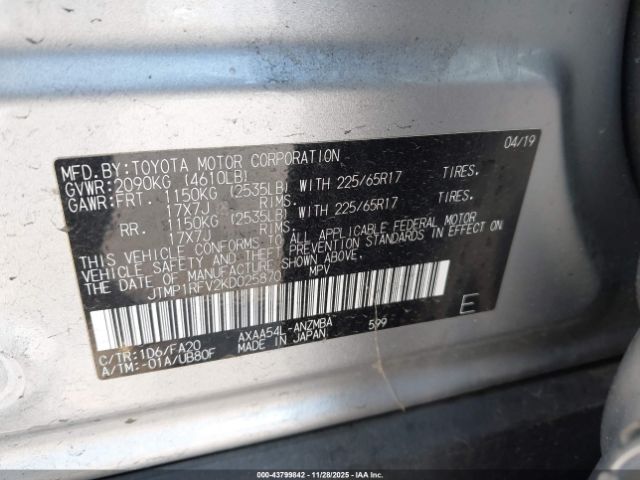 MFD. BY: TOYOTA MOTOR CORPORATION 04/19
GVWR: 2090KG (4610LB)
GAWR: FRT. 1150KG (2535LB) WITH 225/65R17 TIRES.
17X7J RIMS.
RR. 1150KG (2535LB) WITH 225/65R17 TIRES.
17X7J RIMS.
THIS VEHICLE CONFORMS TO ALL APPLICABLE FEDERAL MOTOR
VEHICLE SAFETY AND THEFT PREVENTION STANDARDS IN EFFECT ON
THE DATE OF MANUFACTURE SHOWN ABOVE.
JTMP1RFV2KD025870 MPV
C/TR: 1D6/FA20 AXAA54L-ANZMBA 599 E
A/TM: -01A/UB80F MADE IN JAPAN
000-43799842 | 11/28/2025 - IAAI.COM